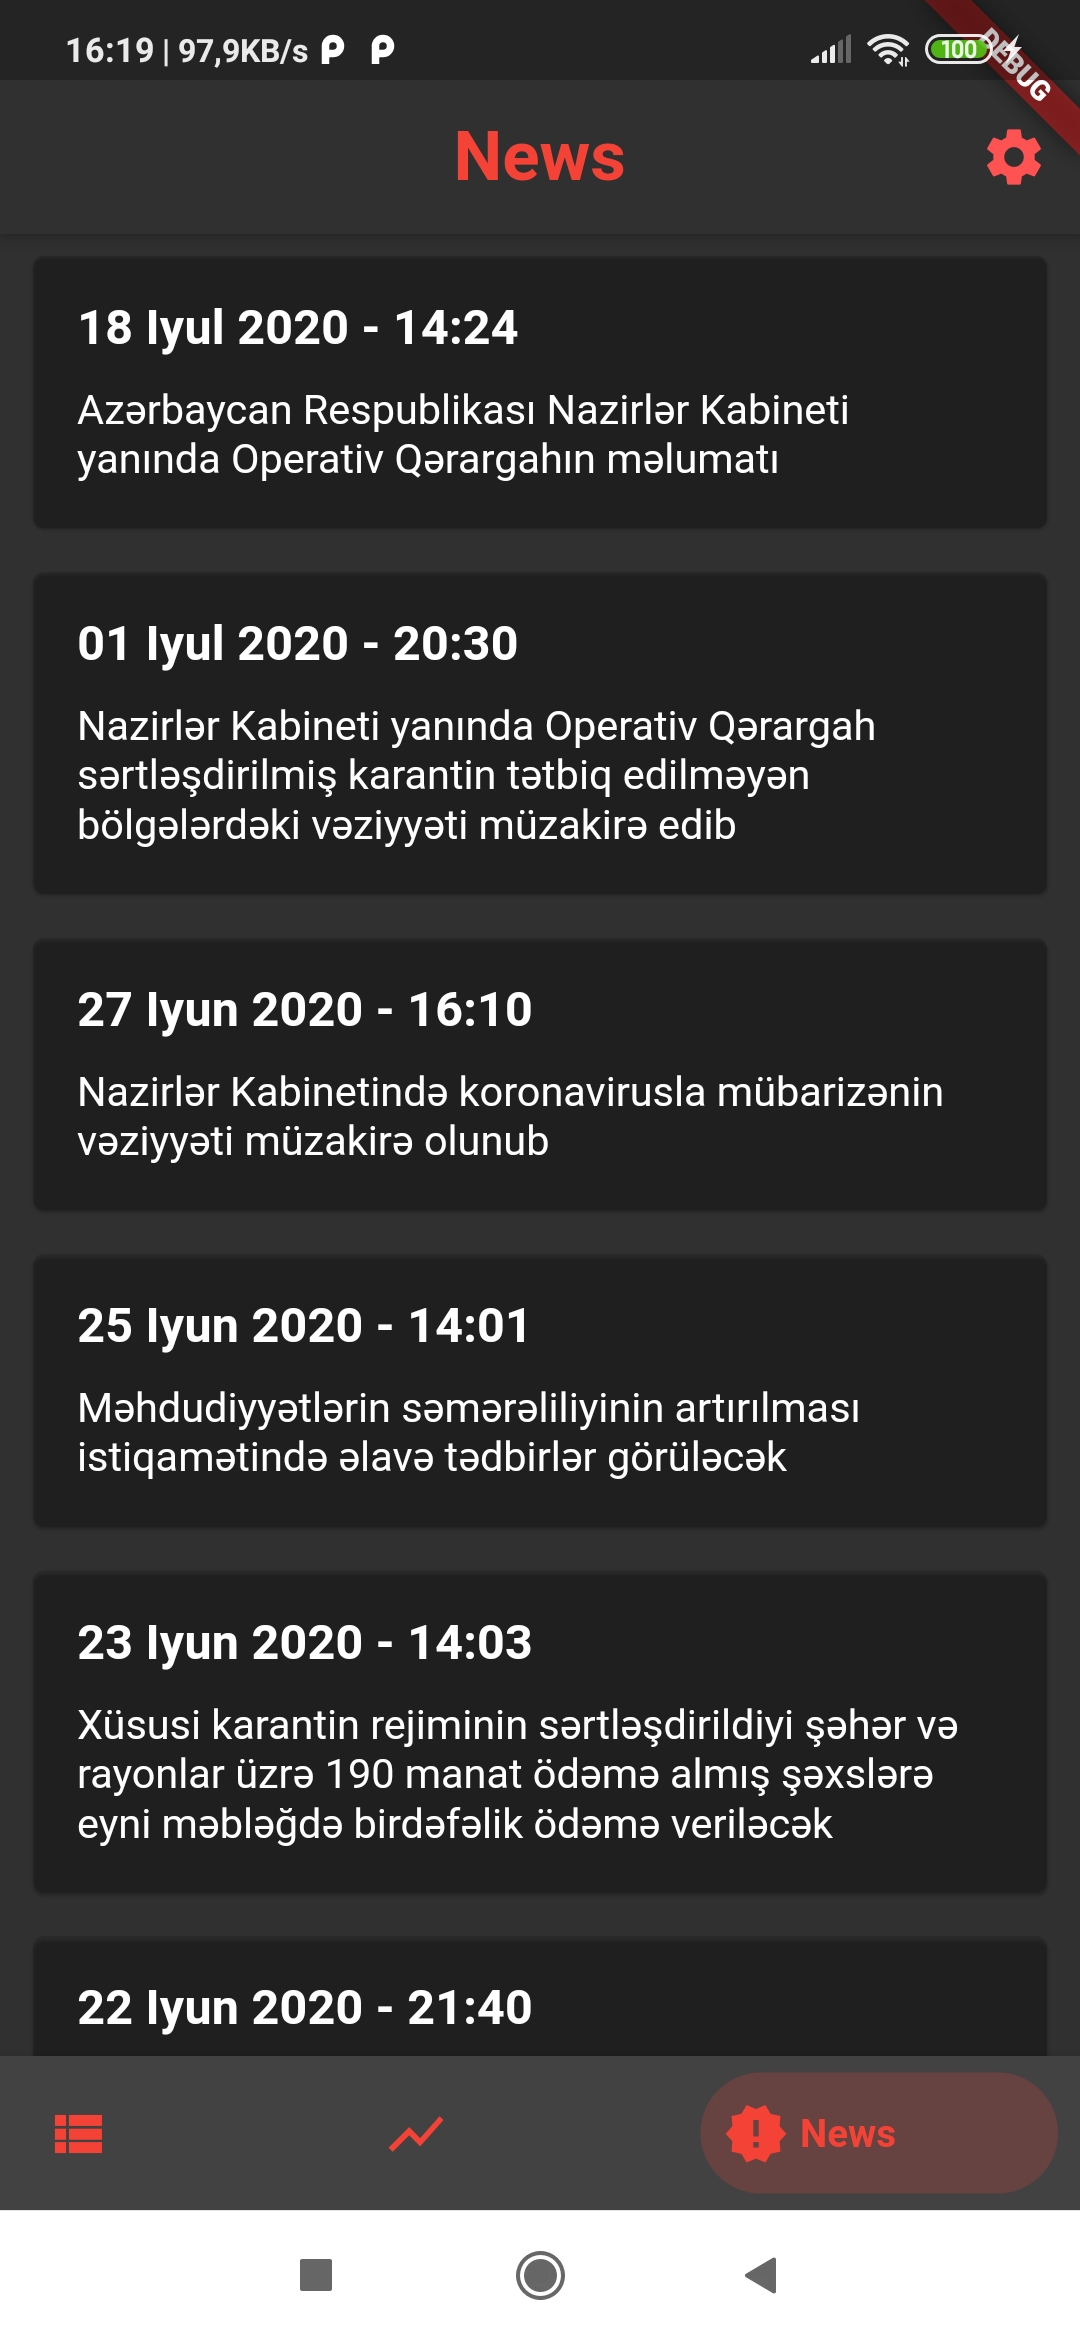 16:19 | 97,9KB/s
100
DEBUG
News
18 Iyul 2020 - 14:24
Azərbaycan Respublikası Nazirlər Kabineti
yanında Operativ Qərargahın məlumatı
01 Iyul 2020 - 20:30
Nazirlər Kabineti yanında Operativ Qərargah
sərtləşdirilmiş karantin tətbiq edilməyən
bölgələrdəki vəziyyəti müzakirə edib
27 Iyun 2020 - 16:10
Nazirlər Kabinetində koronavirusla mübarizənin
vəziyyəti müzakirə olunub
25 Iyun 2020 - 14:01
Məhdudiyyətlərin səmərəliliyinin artırılması
istiqamətində əlavə tədbirlər görüləcək
23 Iyun 2020 - 14:03
Xüsusi karantin rejiminin sərtləşdirildiyi şəhər və
rayonlar üzrə 190 manat ödəmə almış şəxslərə
eyni məbləğdə birdəfəlik ödəmə veriləcək
22 Iyun 2020 - 21:40
News